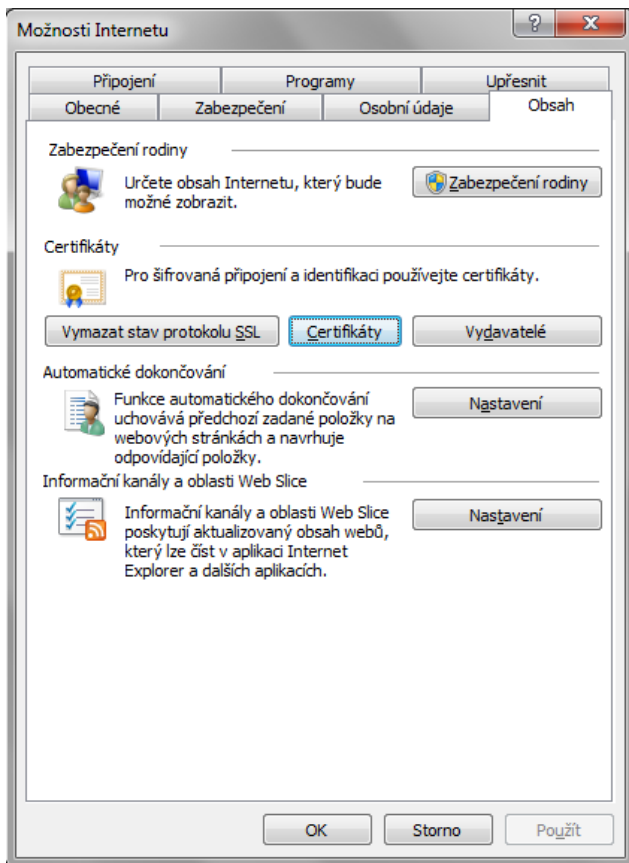 Možnosti Internetu
Připojení
Programy
Upřesnit
Obecné
Zabezpečení
Osobní údaje
Obsah
Zabezpečení rodiny
Určete obsah Internetu, který bude
možné zobrazit.
Zabezpečení rodiny
Certifikáty
Pro šifrovaná připojení a identifikaci používejte certifikáty.
Vymazat stav protokolu SSL
Certifikáty
Vydavatelé
Automatické dokončování
Funkce automatického dokončování
uchovává předchozí zadané položky na
webových stránkách a navrhuje
odpovídající položky.
Nastavení
Informační kanály a oblasti Web Slice
Informační kanály a oblasti Web Slice
poskytují aktualizovaný obsah webů,
který lze číst v aplikaci Internet
Explorer a dalších aplikacích.
Nastavení
OK
Storno
Použít